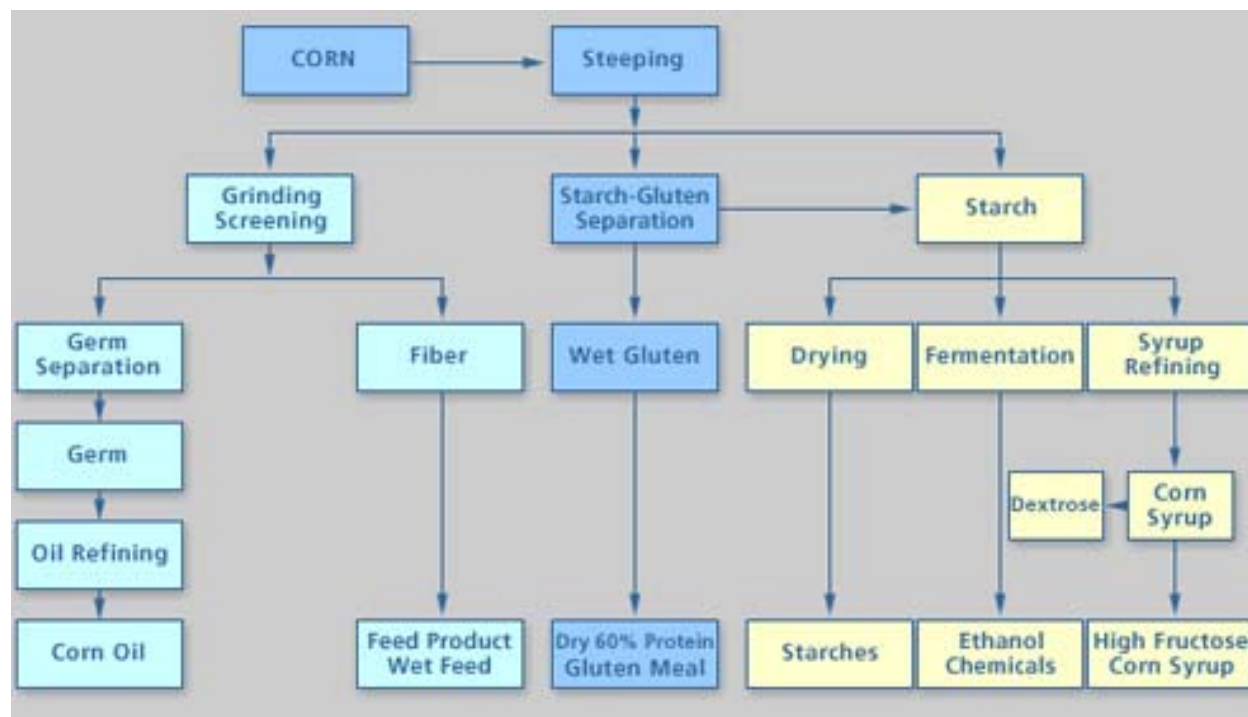 CORN
Steeping
Grinding
Screening
Starch-Gluten
Separation
Starch
Germ
Separation
Fiber
Wet Gluten
Drying
Fermentation
Syrup
Refining
Germ
Dextrose
Corn
Syrup
Oil Refining
Corn Oil
Feed Product
Wet Feed
Dry 60% Protein
Gluten Meal
Starches
Ethanol
Chemicals
High Fructose
Corn Syrup